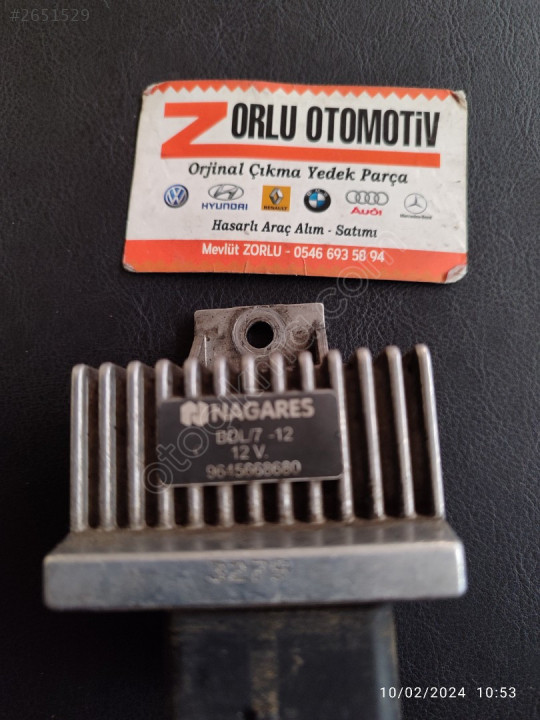 #2651529
ZORLU OTOMOTİV
Orjinal Çıkma Yedek Parça
HYUNDAI
RENAULT
Audi
Mercedes-Benz
Hasarlı Araç Alım - Satımı
Mevlüt ZORLU - 0546 693 58 94
NAGARES
BDL/7 -12
12 V.
9615668680
3279
10/02/2024 10:53